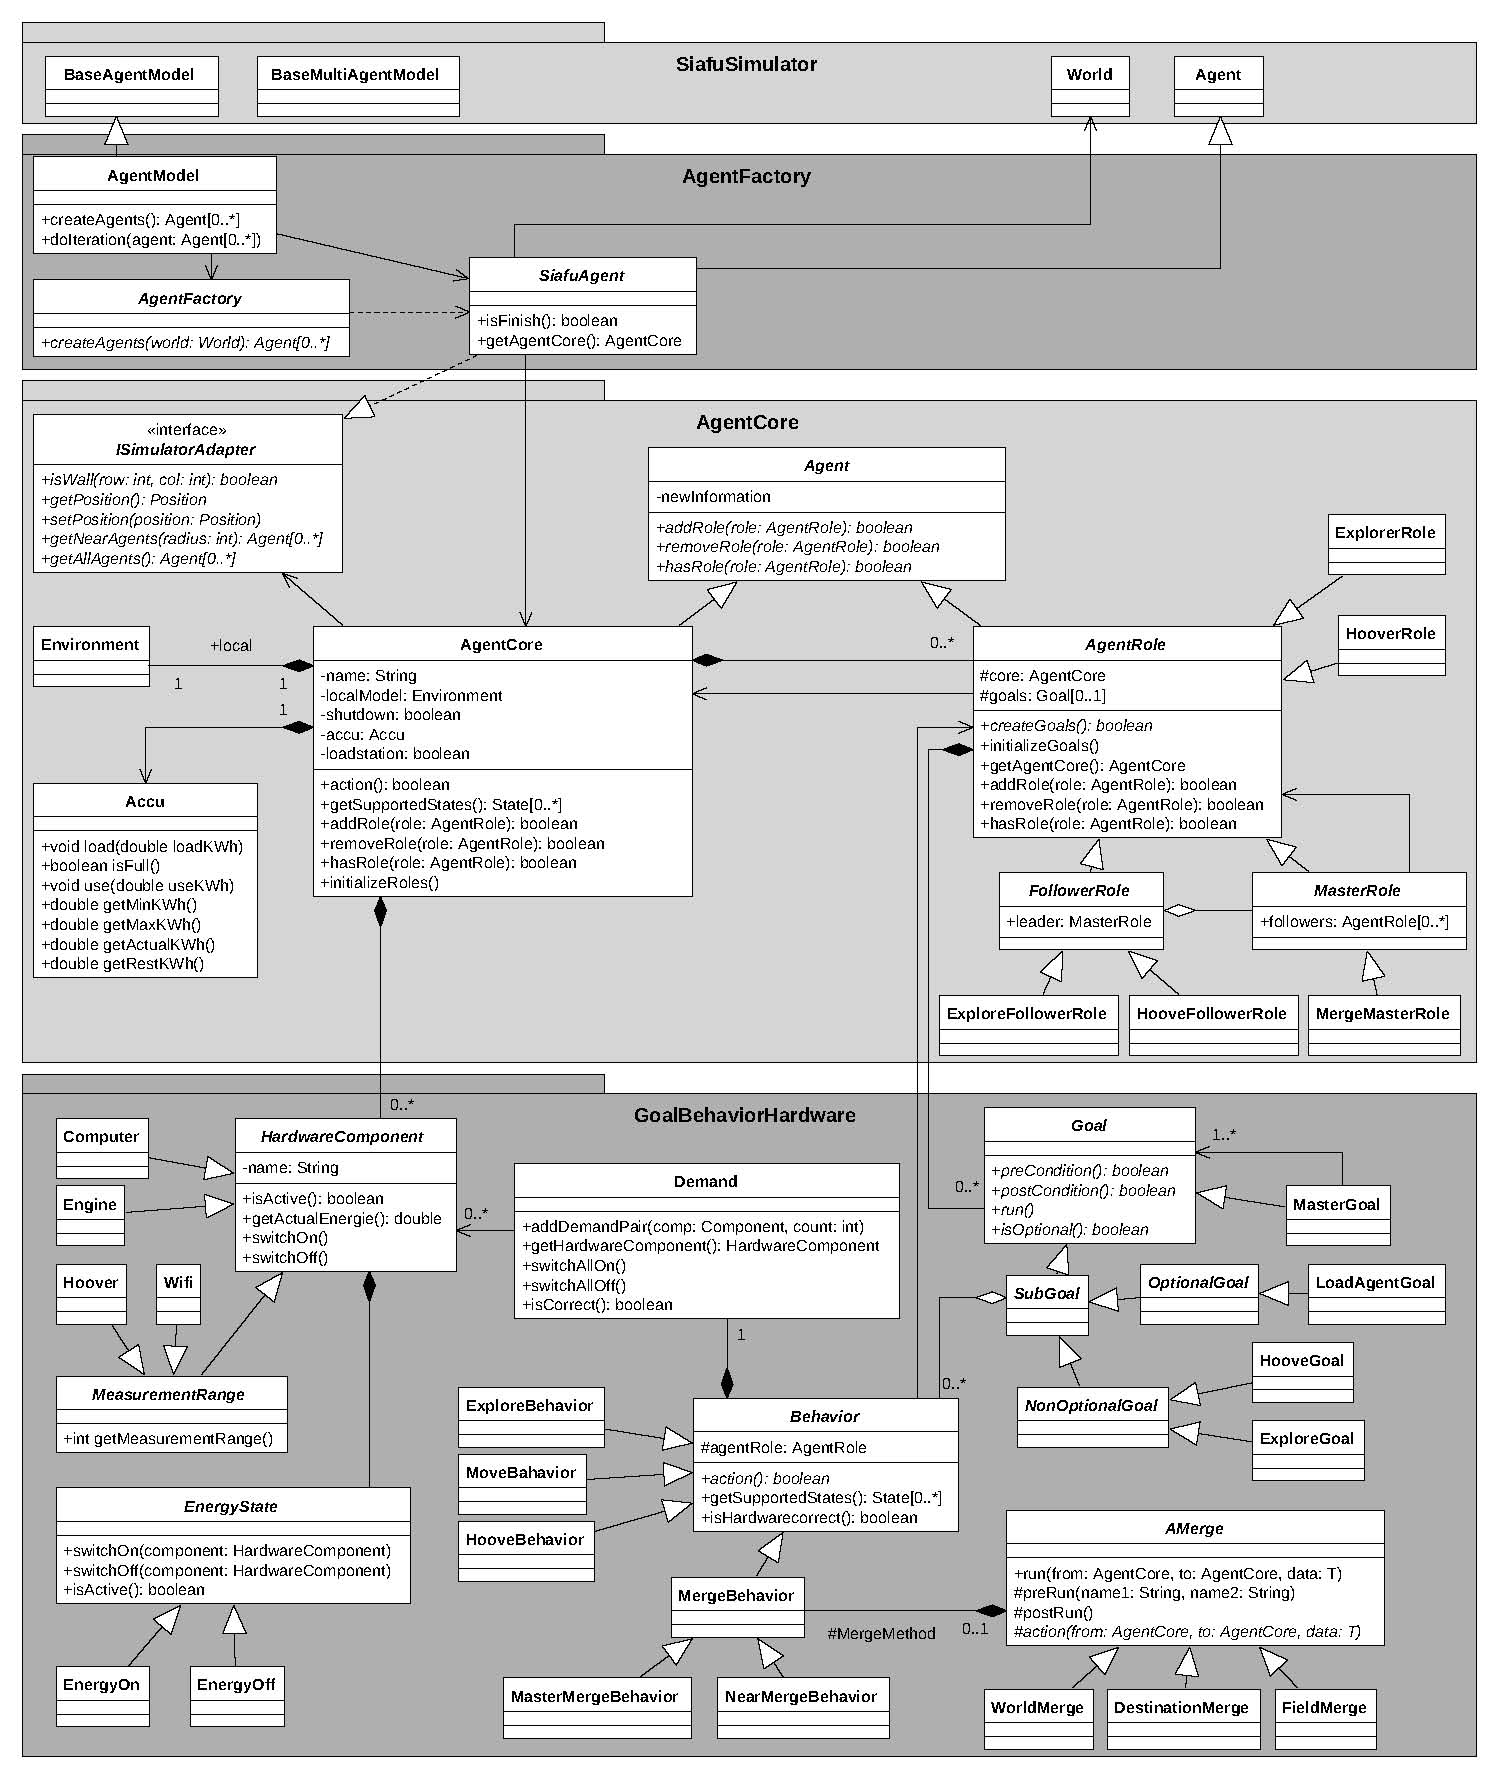 SiafuSimulator
BaseAgentModel
BaseMultiAgentModel
World
Agent
AgentFactory
AgentModel
+createAgents(): Agent[0..*]
+doIteration(agent: Agent[0..*])
AgentFactory
+createAgents(world: World): Agent[0..*]
SiafuAgent
+isFinish(): boolean
+getAgentCore(): AgentCore
AgentCore
«interface»
ISimulatorAdapter
+isWall(row: int, col: int): boolean
+getPosition(): Position
+setPosition(position: Position)
+getNearAgents(radius: int): Agent[0..*]
+getAllAgents(): Agent[0..*]
Agent
-newInformation
+addRole(role: AgentRole): boolean
+removeRole(role: AgentRole): boolean
+hasRole(role: AgentRole): boolean
ExplorerRole
HooverRole
Environment
+local
1
1
1
AgentCore
-name: String
-localModel: Environment
-shutdown: boolean
-accu: Accu
-loadstation: boolean
+action(): boolean
+getSupportedStates(): State[0..*]
+addRole(role: AgentRole): boolean
+removeRole(role: AgentRole): boolean
+hasRole(role: AgentRole): boolean
+initializeRoles()
0..*
AgentRole
#core: AgentCore
#goals: Goal[0..1]
+createGoals(): boolean
+initializeGoals()
+getAgentCore(): AgentCore
+addRole(role: AgentRole): boolean
+removeRole(role: AgentRole): boolean
+hasRole(role: AgentRole): boolean
Accu
+void load(double loadKWh)
+boolean isFull()
+void use(double useKWh)
+double getMinKWh()
+double getMaxKWh()
+double getActualKWh()
+double getRestKWh()
FollowerRole
+leader: MasterRole
MasterRole
+followers: AgentRole[0..*]
ExploreFollowerRole
HooveFollowerRole
MergeMasterRole
0..*
GoalBehaviorHardware
Computer
Engine
Hoover
Wifi
HardwareComponent
-name: String
+isActive(): boolean
+getActualEnergie(): double
+switchOn()
+switchOff()
0..*
Demand
+addDemandPair(comp: Component, count: int)
+getHardwareComponent(): HardwareComponent
+switchAllOn()
+switchAllOff()
+isCorrect(): boolean
1
0..*
Goal
+preCondition(): boolean
+postCondition(): boolean
+run()
+isOptional(): boolean
1..*
MasterGoal
SubGoal
OptionalGoal
LoadAgentGoal
HooveGoal
NonOptionalGoal
ExploreGoal
0..*
MeasurementRange
+int getMeasurementRange()
ExploreBehavior
MoveBahavior
HooveBehavior
Behavior
#agentRole: AgentRole
+action(): boolean
+getSupportedStates(): State[0..*]
+isHardwarecorrect(): boolean
EnergyState
+switchOn(component: HardwareComponent)
+switchOff(component: HardwareComponent)
+isActive(): boolean
EnergyOn
EnergyOff
MergeBehavior
#MergeMethod
0..1
MasterMergeBehavior
NearMergeBehavior
AMerge
+run(from: AgentCore, to: AgentCore, data: T)
#preRun(name1: String, name2: String)
#postRun()
#action(from: AgentCore, to: AgentCore, data: T)
WorldMerge
DestinationMerge
FieldMerge